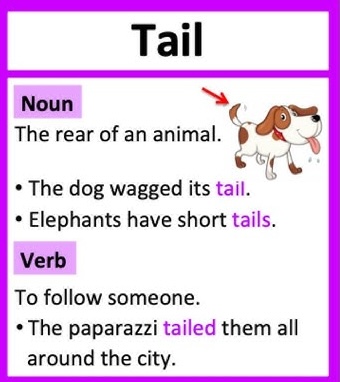 Tail
Noun
The rear of an animal.
• The dog wagged its tail.
• Elephants have short tails.
Verb
To follow someone.
• The paparazzi tailed them all
around the city.